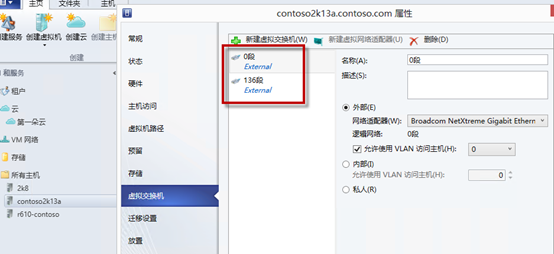 主页
文件夹
主机
contoso2k13a.contoso.com 属性
创建服务
创建虚拟机
创建云
创建主机
创建
租服务
租户
云
第一朵云
VM 网络
存储
所有主机
2k8
contoso2k13a
r610-contoso
常规
状态
硬件
主机访问
虚拟机路径
预留
存储
虚拟交换机
迁移设置
放置
新建虚拟交换机(W)
新建虚拟网络适配器(U)
删除(D)
0段
External
136段
External
名称(A):
0段
描述(S):
外部(E)
网络适配器(W):
Broadcom NetXtreme Gigabit Ethern
逻辑网络:
0段
允许使用 VLAN 访问主机(H):
0
内部(I)
允许使用 VLAN 访问主机(H):
0
私人(R)